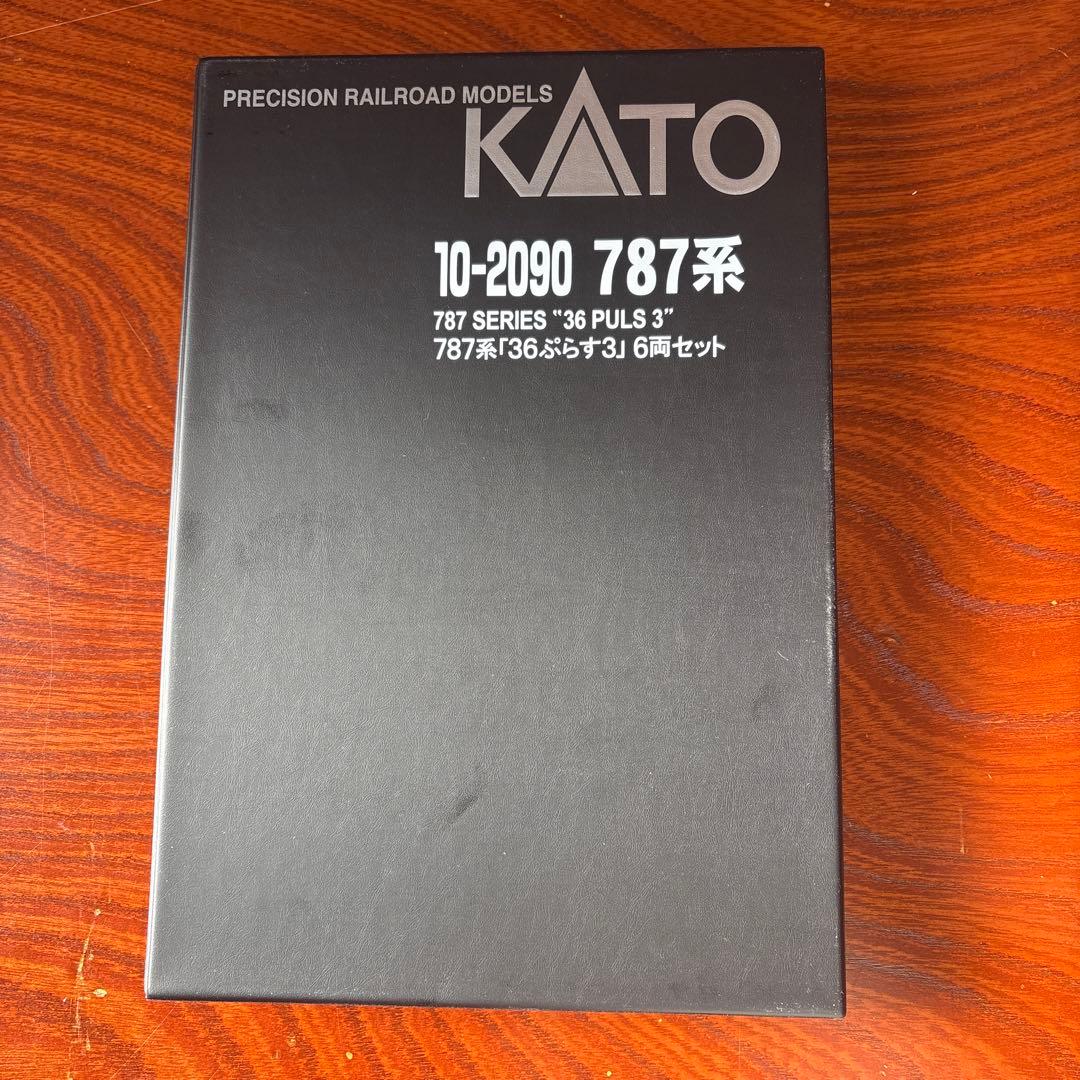 PRECISION RAILROAD MODELS
KATO
10-2090 787系
787 SERIES “36 PULS 3”
787系「36ぷらす3」 6両セット